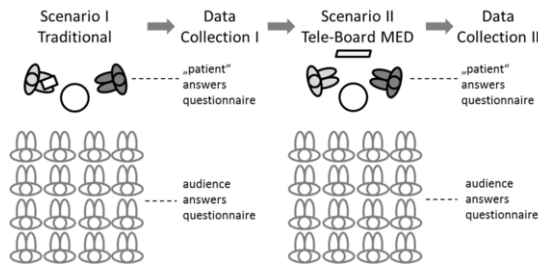 Scenario I
Traditional
Data
Collection I
Scenario II
Tele-Board MED
Data
Collection II
„patient“
answers
questionnaire
„patient“
answers
questionnaire
audience
answers
questionnaire
audience
answers
questionnaire